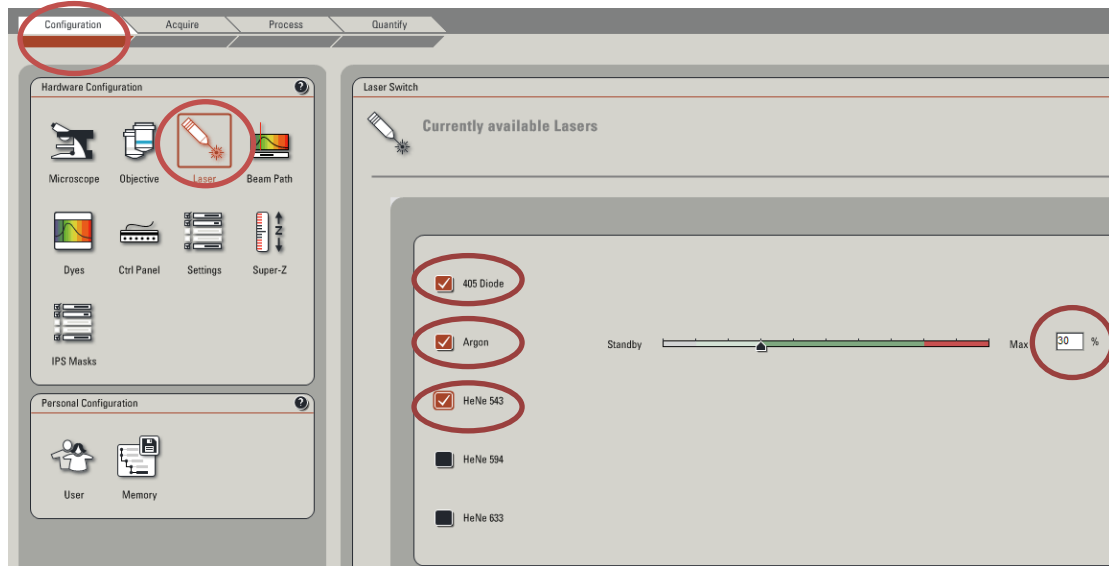 Configuration Acquire Process Quantify
Hardware Configuration ?
Microscope Objective Laser Beam Path
Z
Dyes Ctrl Panel Settings Super-Z
IPS Masks
Personal Configuration ?
User Memory
Laser Switch
Currently available Lasers
405 Diode
Argon Standby Max 30 %
HeNe 543
HeNe 594
HeNe 633